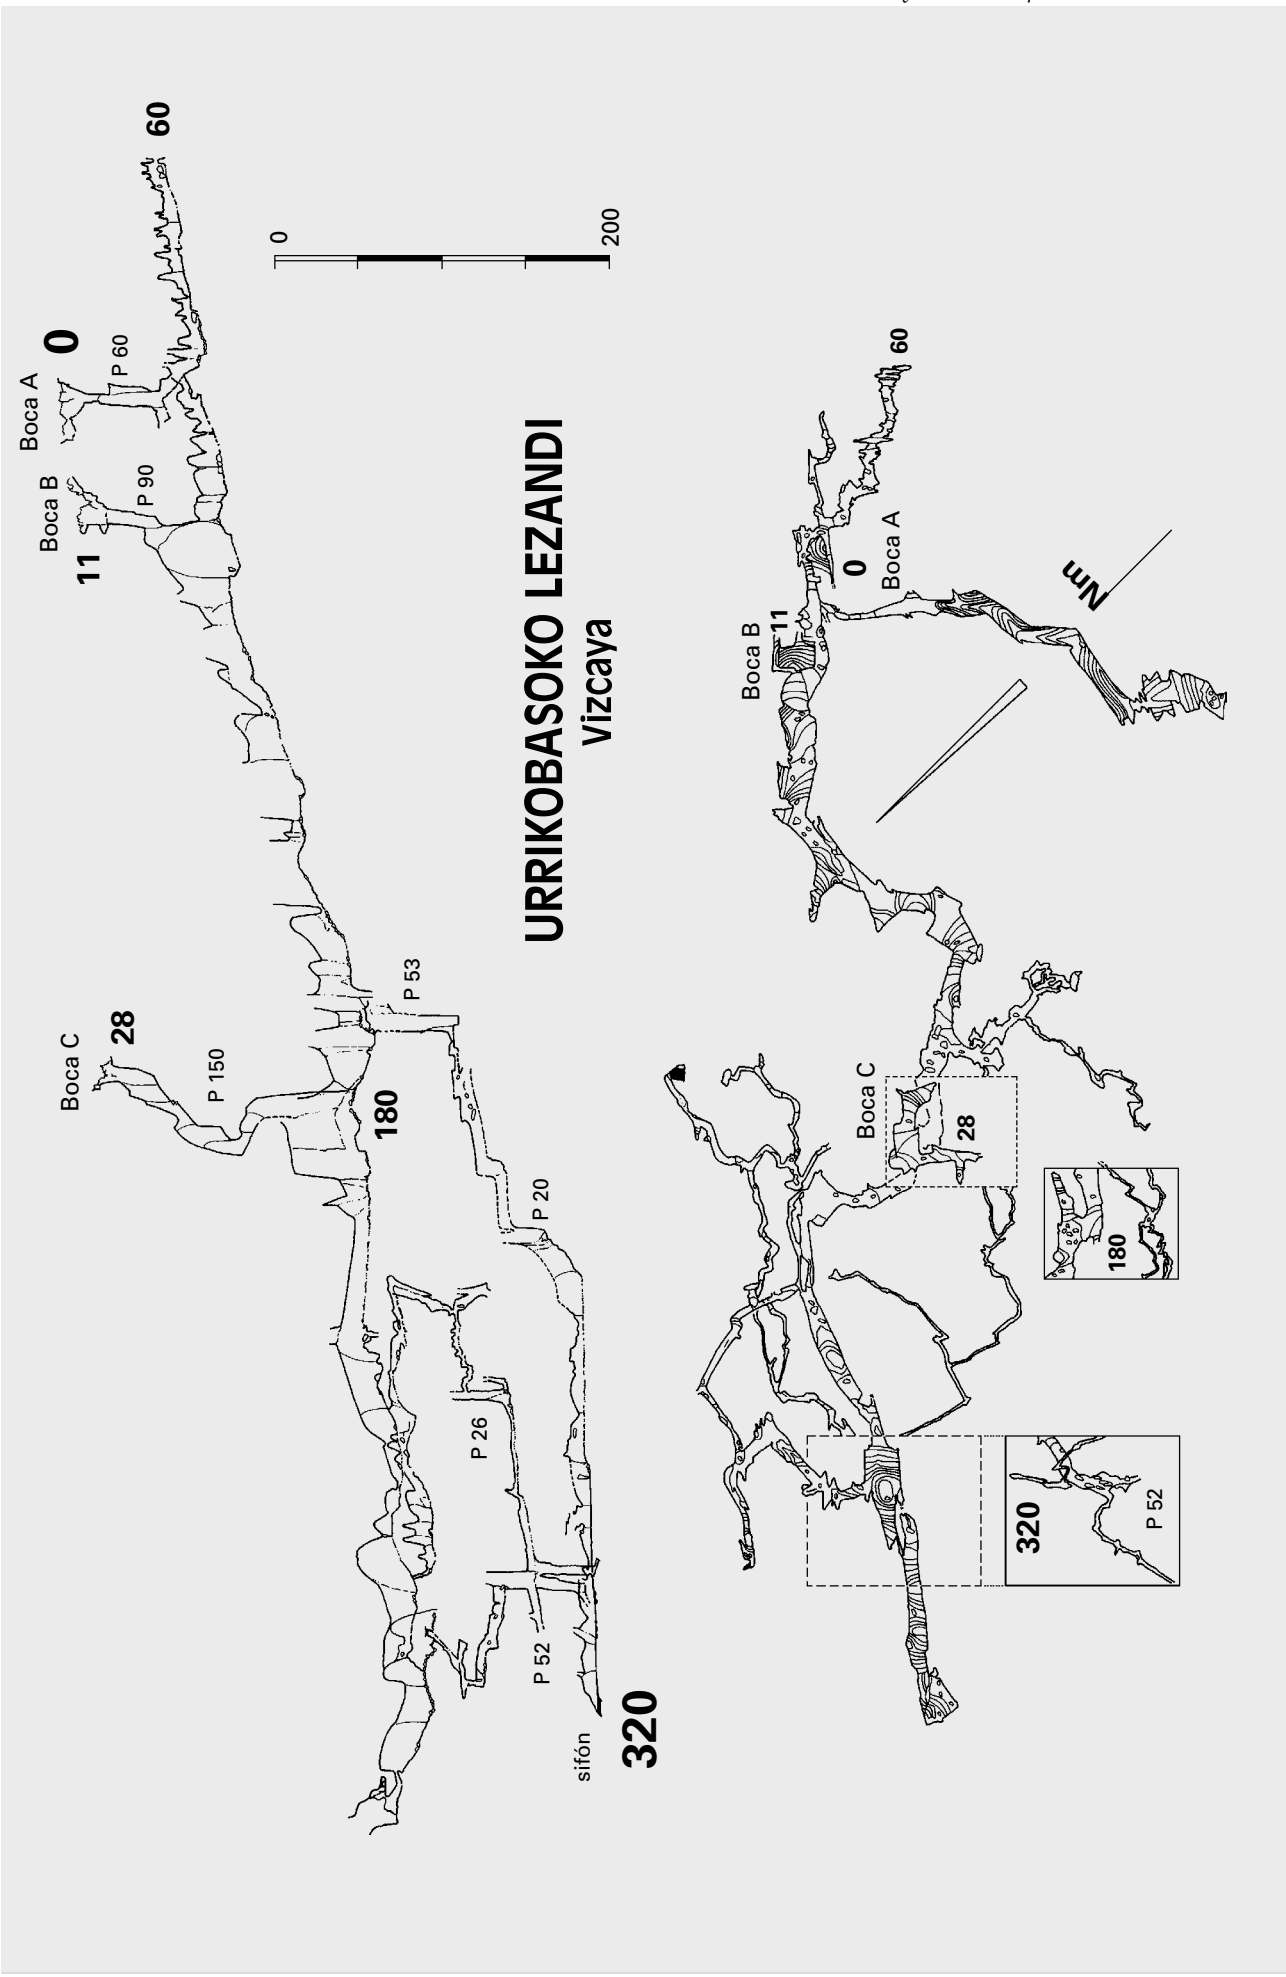 60
0
Boca A
P 60
Boca B
11
P 90
0
200
Boca C
28
P 150
180
P 53
P 20
P 26
P 52
sifón
320
URRIKOBASOKO LEZANDI
Vizcaya
60
0
Boca A
Boca B
11
Nm
Boca C
28
180
320
P 52